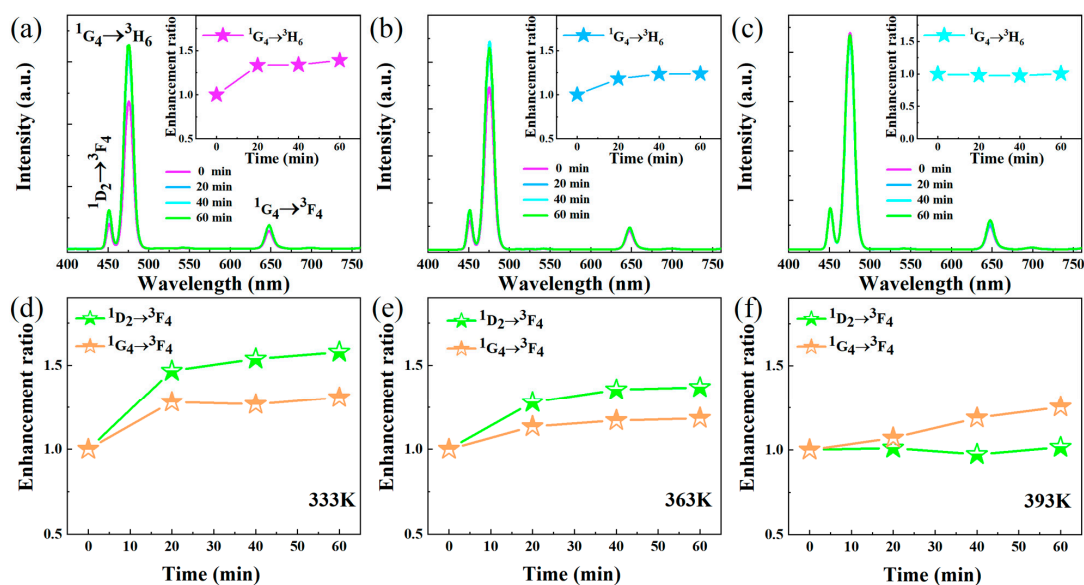 (a)
¹G₄→³H₆
¹D₂→³F₄
¹G₄→³F₄
Intensity (a.u.)
Wavelength (nm)
400 450 500 550 600 650 700 750
0 min
20 min
40 min
60 min
¹G₄→³H₆
Enhancement ratio
1.5
1.0
0.5
0 20 40 60
Time (min)
(b)
Intensity (a.u.)
Wavelength (nm)
400 450 500 550 600 650 700 750
0 min
20 min
40 min
60 min
¹G₄→³H₆
Enhancement ratio
1.5
1.0
0.5
0 20 40 60
Time (min)
(c)
Intensity (a.u.)
Wavelength (nm)
400 450 500 550 600 650 700 750
0 min
20 min
40 min
60 min
¹G₄→³H₆
Enhancement ratio
1.5
1.0
0.5
0.0
0 20 40 60
Time (min)
(d)
¹D₂→³F₄
¹G₄→³F₄
Enhancement ratio
1.5
1.0
0.5
333K
0 10 20 30 40 50 60
Time (min)
(e)
¹D₂→³F₄
¹G₄→³F₄
Enhancement ratio
1.5
1.0
0.5
363K
0 10 20 30 40 50 60
Time (min)
(f)
¹D₂→³F₄
¹G₄→³F₄
Enhancement ratio
1.5
1.0
0.5
393K
0 10 20 30 40 50 60
Time (min)